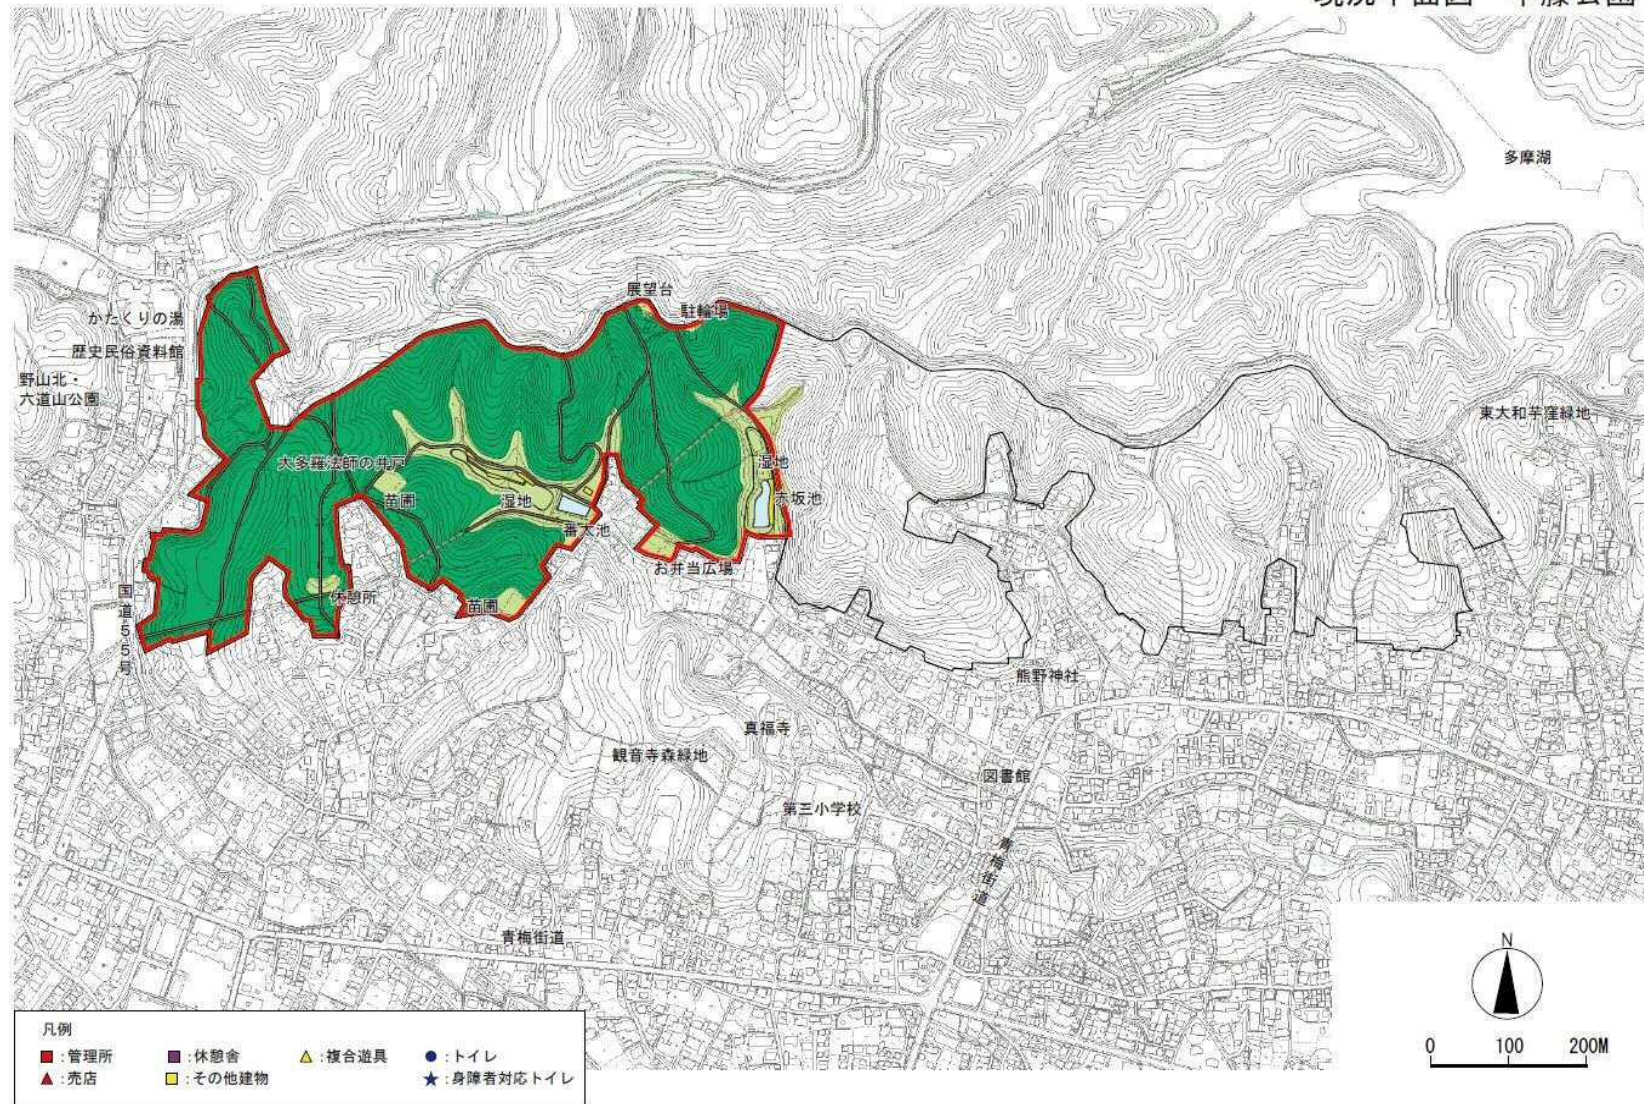 多摩湖
展望台
駐輪場
かたくりの湯
歴史民俗資料館
野山北・
六道山公園
東大和芋窪緑地
大多羅法師の井戸
湿地
苗圃
湿地
赤坂池
番太池
お弁当広場
国道55号
休憩所
苗圃
熊野神社
真福寺
観音寺森緑地
図書館
第三小学校
青梅街道
青梅街道
N
0 100 200M
凡例
:管理所 :休憩舎 :複合遊具 :トイレ
:売店 :その他建物 :身障者対応トイレ